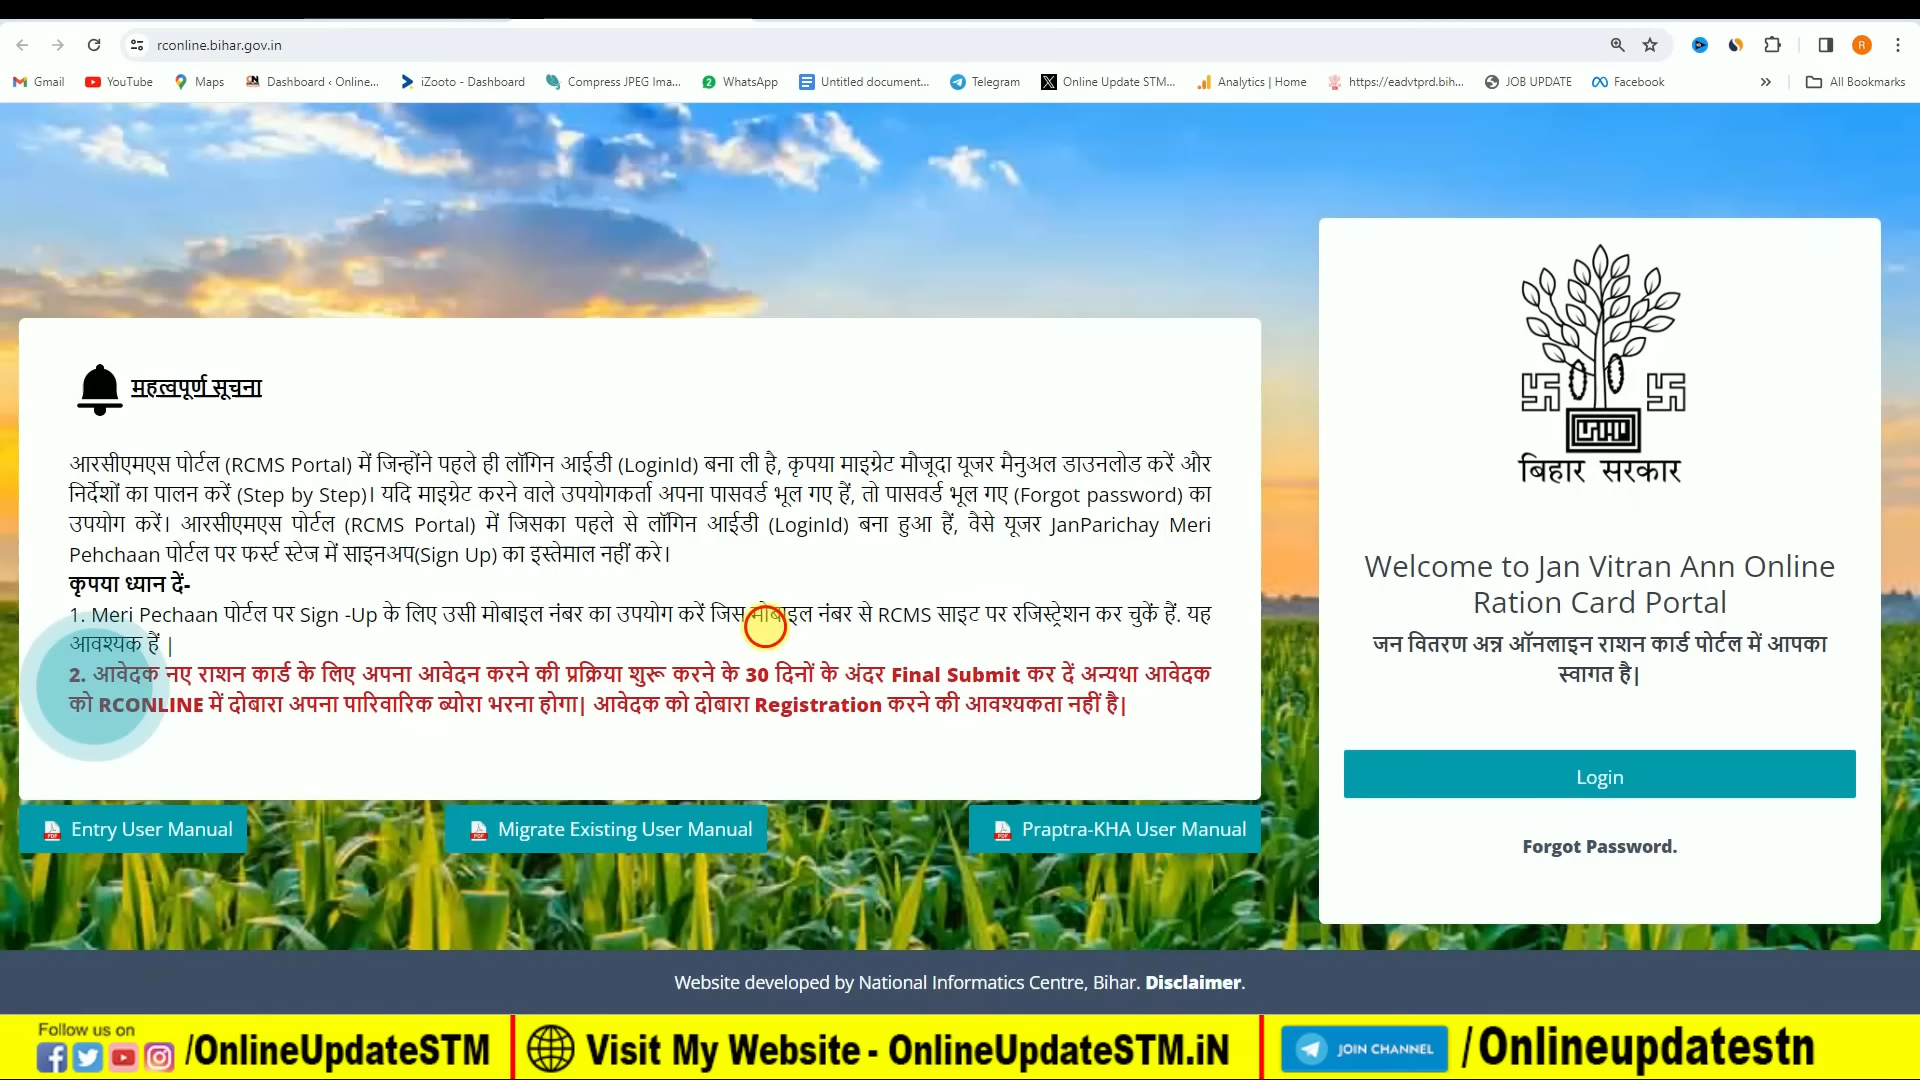 rconline.bihar.gov.in
Gmail YouTube Maps Dashboard ‹ Online... iZooto - Dashboard Compress JPEG Ima... WhatsApp Untitled document... Telegram Online Update STM... Analytics | Home https://eadvtprd.bih... JOB UPDATE Facebook » All Bookmarks
महत्वपूर्ण सूचना
आरसीएमएस पोर्टल (RCMS Portal) में जिन्होंने पहले ही लॉगिन आईडी (LoginId) बना ली है, कृपया माइग्रेट मौजूदा यूजर मैनुअल डाउनलोड करें और
निर्देशों का पालन करें (Step by Step)। यदि माइग्रेट करने वाले उपयोगकर्ता अपना पासवर्ड भूल गए हैं, तो पासवर्ड भूल गए (Forgot password) का
उपयोग करें। आरसीएमएस पोर्टल (RCMS Portal) में जिसका पहले से लॉगिन आईडी (LoginId) बना हुआ हैं, वैसे यूजर JanParichay Meri
Pehchaan पोर्टल पर फर्स्ट स्टेज में साइनअप(Sign Up) का इस्तेमाल नहीं करे।
कृपया ध्यान दें-
1. Meri Pechaan पोर्टल पर Sign -Up के लिए उसी मोबाइल नंबर का उपयोग करें जिस मोबाइल नंबर से RCMS साइट पर रजिस्ट्रेशन कर चुकें हैं. यह
आवश्यक हैं |
2. आवेदक नए राशन कार्ड के लिए अपना आवेदन करने की प्रक्रिया शुरू करने के 30 दिनों के अंदर Final Submit कर दें अन्यथा आवेदक
को RCONLINE में दोबारा अपना पारिवारिक ब्योरा भरना होगा| आवेदक को दोबारा Registration करने की आवश्यकता नहीं है|
Entry User Manual
Migrate Existing User Manual
Praptra-KHA User Manual
बिहार सरकार
Welcome to Jan Vitran Ann Online
Ration Card Portal
जन वितरण अन्न ऑनलाइन राशन कार्ड पोर्टल में आपका
स्वागत है|
Login
Forgot Password.
Website developed by National Informatics Centre, Bihar. Disclaimer.
Follow us on
/OnlineUpdateSTM
Visit My Website - OnlineUpdateSTM.iN
JOIN CHANNEL
/Onlineupdatestn